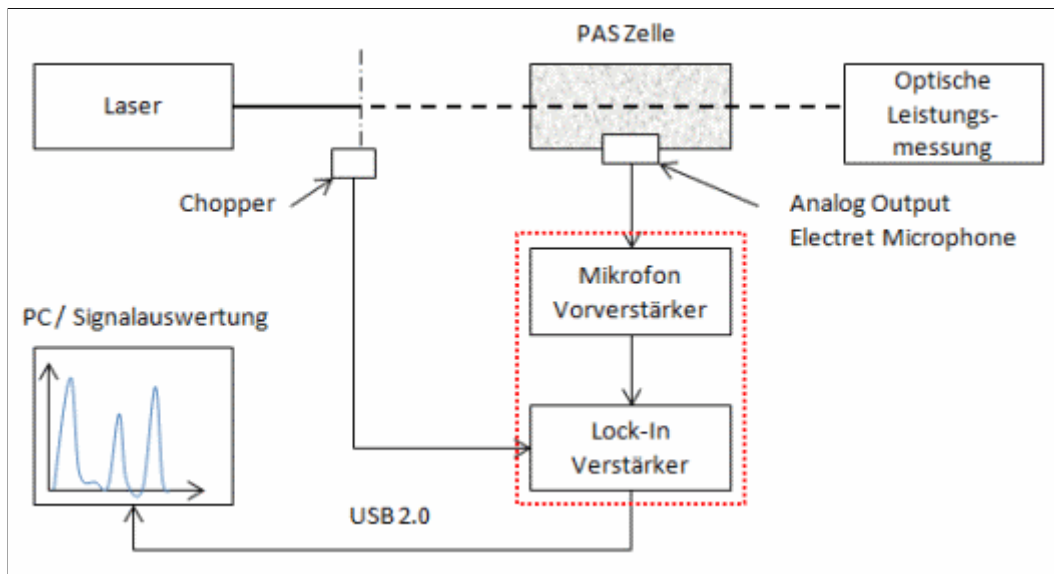 PAS Zelle
Laser
Optische
Leistungs-
messung
Chopper
Analog Output
Electret Microphone
Mikrofon
Vorverstärker
PC / Signalauswertung
Lock-In
Verstärker
USB 2.0